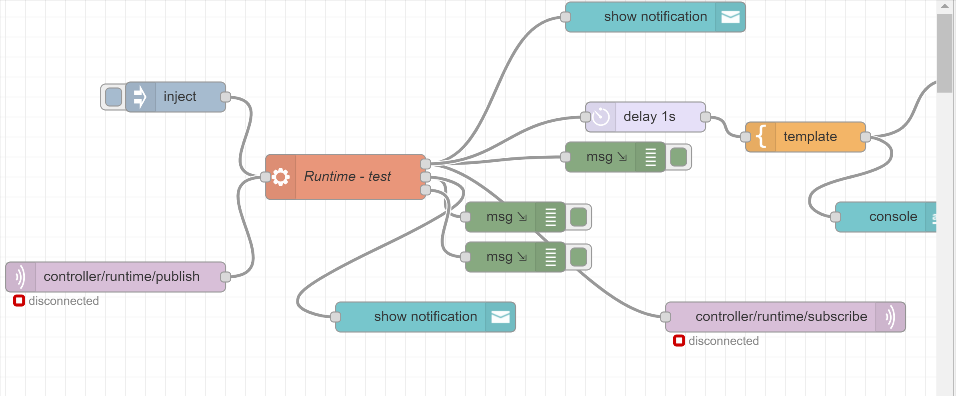 show notification
inject
delay 1s
template
msg ⇲
Runtime - test
msg ⇲
console
msg ⇲
controller/runtime/publish
disconnected
show notification
controller/runtime/subscribe
disconnected